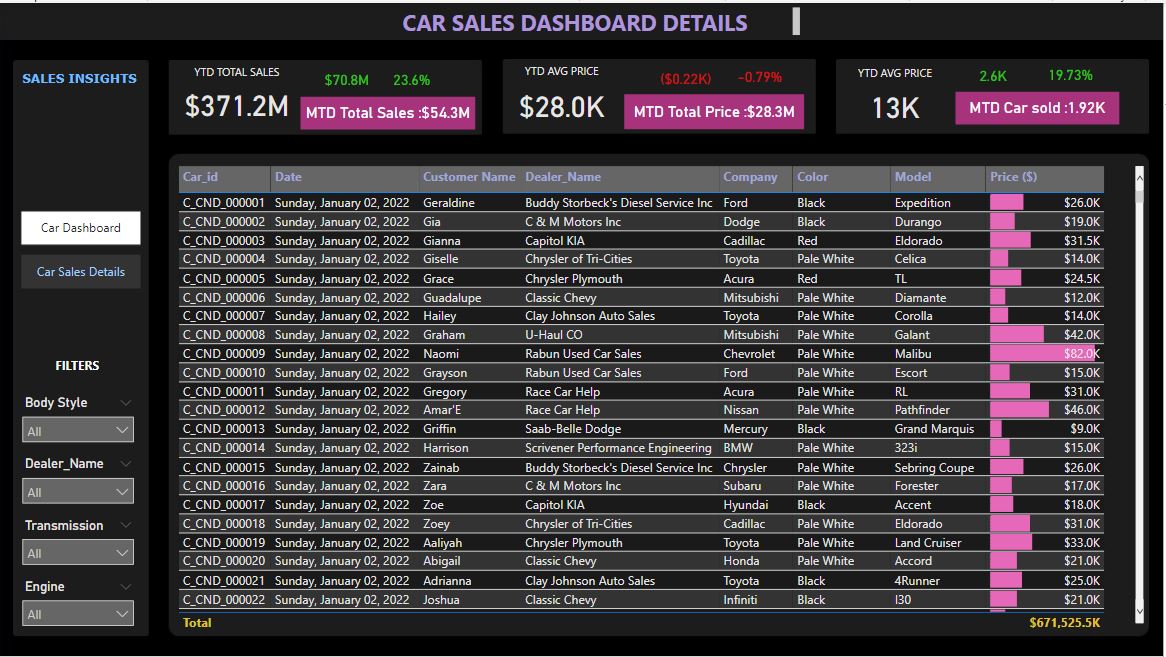 CAR SALES DASHBOARD DETAILS
SALES INSIGHTS
Car Dashboard
Car Sales Details
FILTERS
Body Style
All
Dealer_Name
All
Transmission
All
Engine
All
YTD TOTAL SALES
$371.2M
$70.8M 23.6%
MTD Total Sales :$54.3M
YTD AVG PRICE
$28.0K
($0.22K) -0.79%
MTD Total Price :$28.3M
YTD AVG PRICE
13K
2.6K 19.73%
MTD Car sold :1.92K
Car_id Date Customer Name Dealer_Name Company Color Model Price ($)
C_CND_000001 Sunday, January 02, 2022 Geraldine Buddy Storbeck's Diesel Service Inc Ford Black Expedition $26.0K
C_CND_000002 Sunday, January 02, 2022 Gia C & M Motors Inc Dodge Black Durango $19.0K
C_CND_000003 Sunday, January 02, 2022 Gianna Capitol KIA Cadillac Red Eldorado $31.5K
C_CND_000004 Sunday, January 02, 2022 Giselle Chrysler of Tri-Cities Toyota Pale White Celica $14.0K
C_CND_000005 Sunday, January 02, 2022 Grace Chrysler Plymouth Acura Red TL $24.5K
C_CND_000006 Sunday, January 02, 2022 Guadalupe Classic Chevy Mitsubishi Pale White Diamante $12.0K
C_CND_000007 Sunday, January 02, 2022 Hailey Clay Johnson Auto Sales Toyota Pale White Corolla $14.0K
C_CND_000008 Sunday, January 02, 2022 Graham U-Haul CO Mitsubishi Pale White Galant $42.0K
C_CND_000009 Sunday, January 02, 2022 Naomi Rabun Used Car Sales Chevrolet Pale White Malibu $82.0K
C_CND_000010 Sunday, January 02, 2022 Grayson Rabun Used Car Sales Ford Pale White Escort $15.0K
C_CND_000011 Sunday, January 02, 2022 Gregory Race Car Help Acura Pale White RL $31.0K
C_CND_000012 Sunday, January 02, 2022 Amar'E Race Car Help Nissan Pale White Pathfinder $46.0K
C_CND_000013 Sunday, January 02, 2022 Griffin Saab-Belle Dodge Mercury Black Grand Marquis $9.0K
C_CND_000014 Sunday, January 02, 2022 Harrison Scrivener Performance Engineering BMW Pale White 323i $15.0K
C_CND_000015 Sunday, January 02, 2022 Zainab Buddy Storbeck's Diesel Service Inc Chrysler Pale White Sebring Coupe $26.0K
C_CND_000016 Sunday, January 02, 2022 Zara C & M Motors Inc Subaru Pale White Forester $17.0K
C_CND_000017 Sunday, January 02, 2022 Zoe Capitol KIA Hyundai Black Accent $18.0K
C_CND_000018 Sunday, January 02, 2022 Zoey Chrysler of Tri-Cities Cadillac Pale White Eldorado $31.0K
C_CND_000019 Sunday, January 02, 2022 Aaliyah Chrysler Plymouth Toyota Pale White Land Cruiser $33.0K
C_CND_000020 Sunday, January 02, 2022 Abigail Classic Chevy Honda Pale White Accord $21.0K
C_CND_000021 Sunday, January 02, 2022 Adrianna Clay Johnson Auto Sales Toyota Black 4Runner $25.0K
C_CND_000022 Sunday, January 02, 2022 Joshua Classic Chevy Infiniti Black I30 $21.0K
Total $671,525.5K